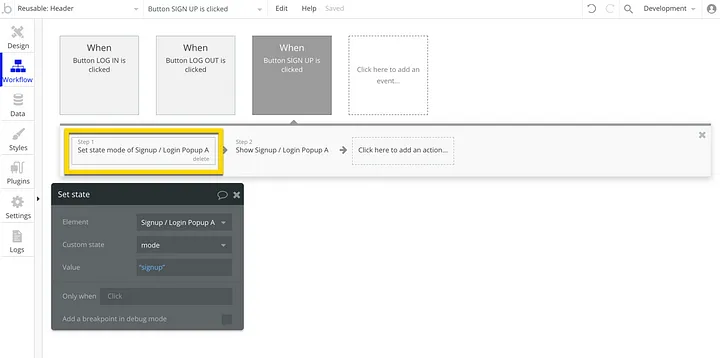 Reusable: Header
Button SIGN UP is clicked
Edit
Help
Saved
Development
Design
Workflow
Data
Styles
Plugins
Settings
Logs
When
Button LOG IN is
clicked
When
Button LOG OUT is
clicked
When
Button SIGN UP is
clicked
Click here to add an
event...
Step 1
Set state mode of Signup / Login Popup A
delete
Step 2
Show Signup / Login Popup A
Click here to add an action...
Set state
Element
Signup / Login Popup A
Custom state
mode
Value
"signup"
Only when
Click
Add a breakpoint in debug mode